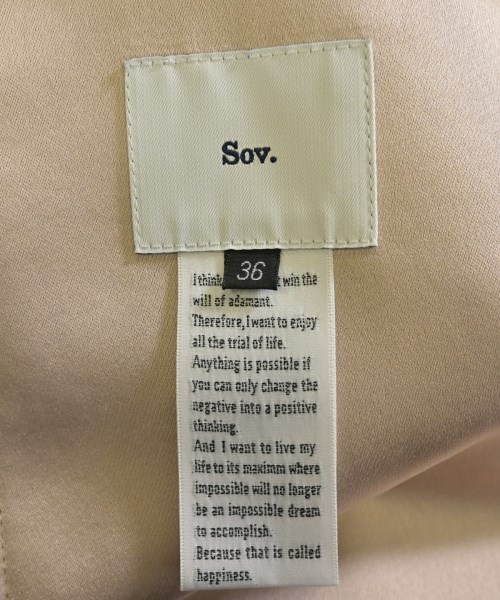 Sov.
36
I think win the
will of adamant.
Therefore, I want to enjoy
all the trial of life.
Anything is possible if
you can only change the
negative into a positive
thinking.
And I want to live my
life to its maximm where
impossible will no longer
be an impossible dream
to accomplish.
Because that is called
happiness.